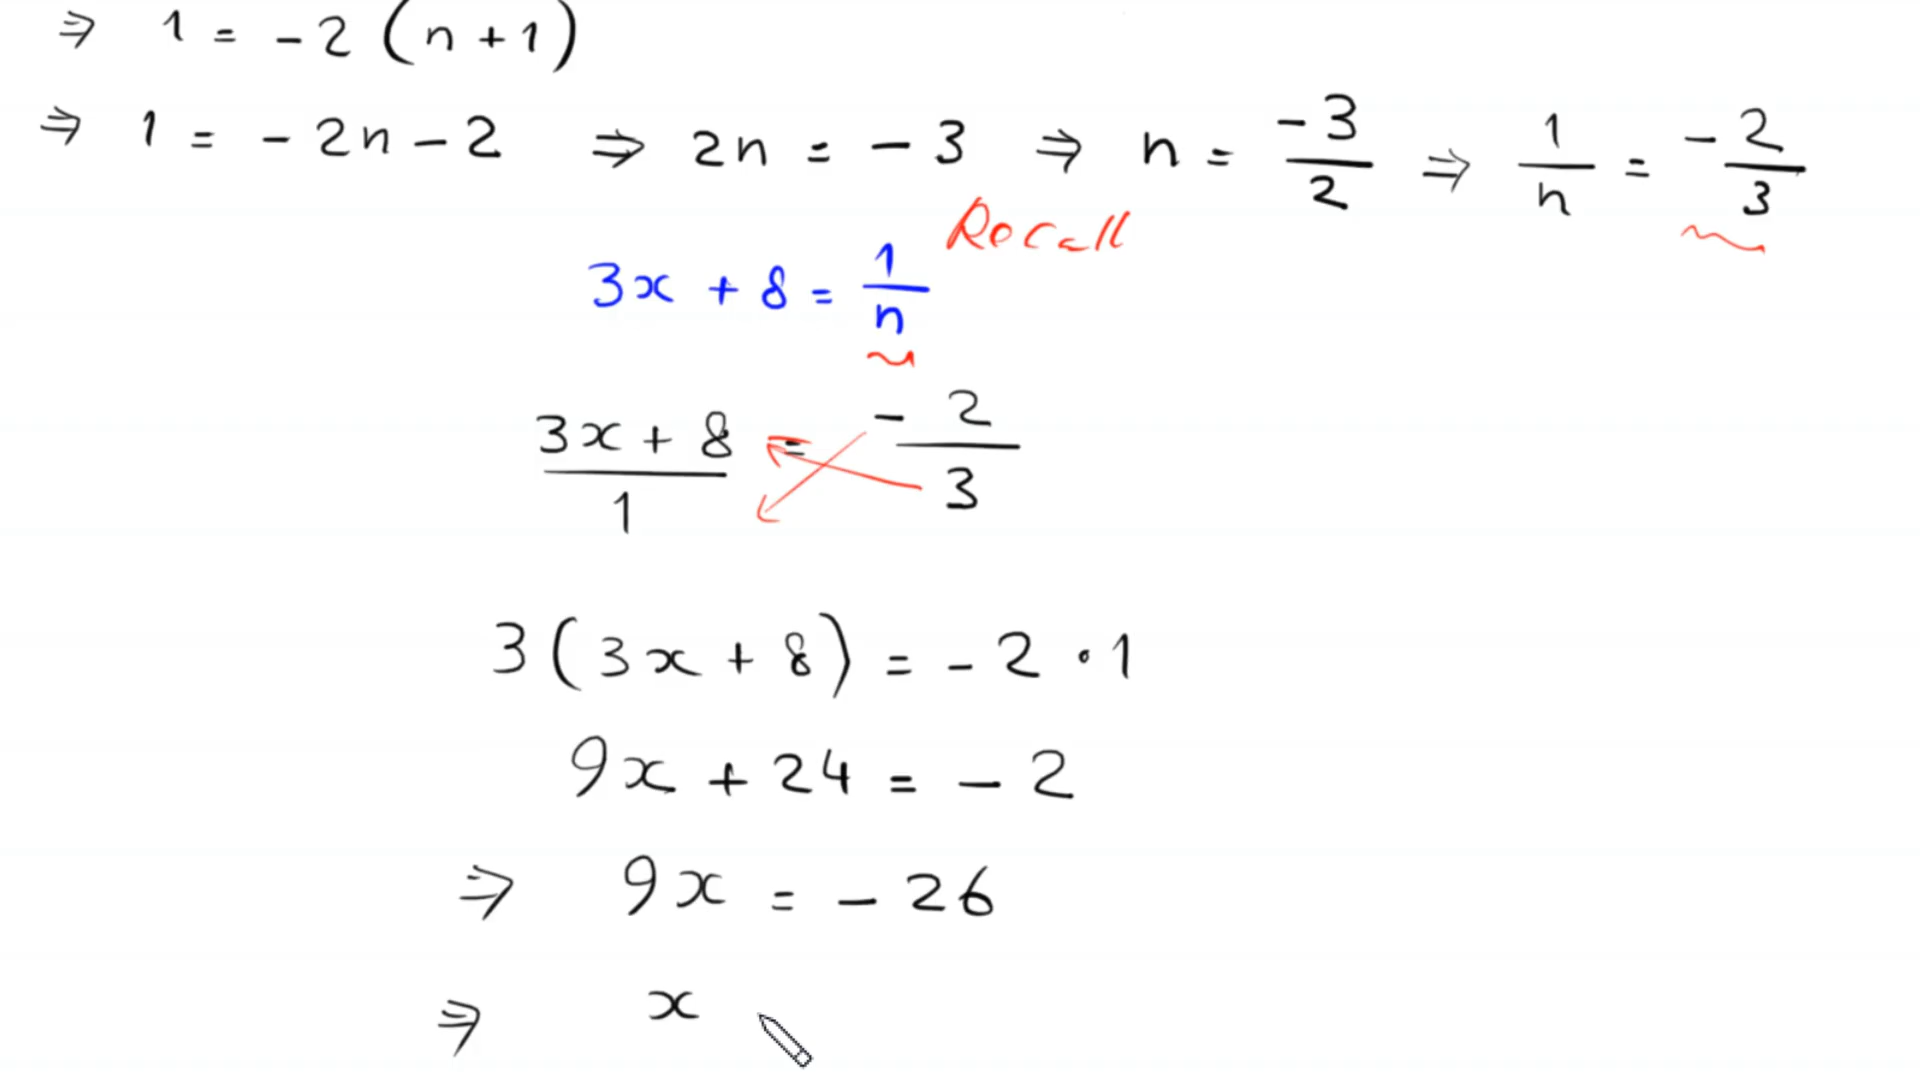 ⇒ 1 = -2 (n + 1)
⇒ 1 = -2n - 2 ⇒ 2n = -3 ⇒ n = -3/2 ⇒ 1/n = -2/3
Recall
3x + 8 = 1/n
(3x + 8)/1 = -2/3
3(3x + 8) = -2 · 1
9x + 24 = -2
⇒ 9x = -26
⇒ x